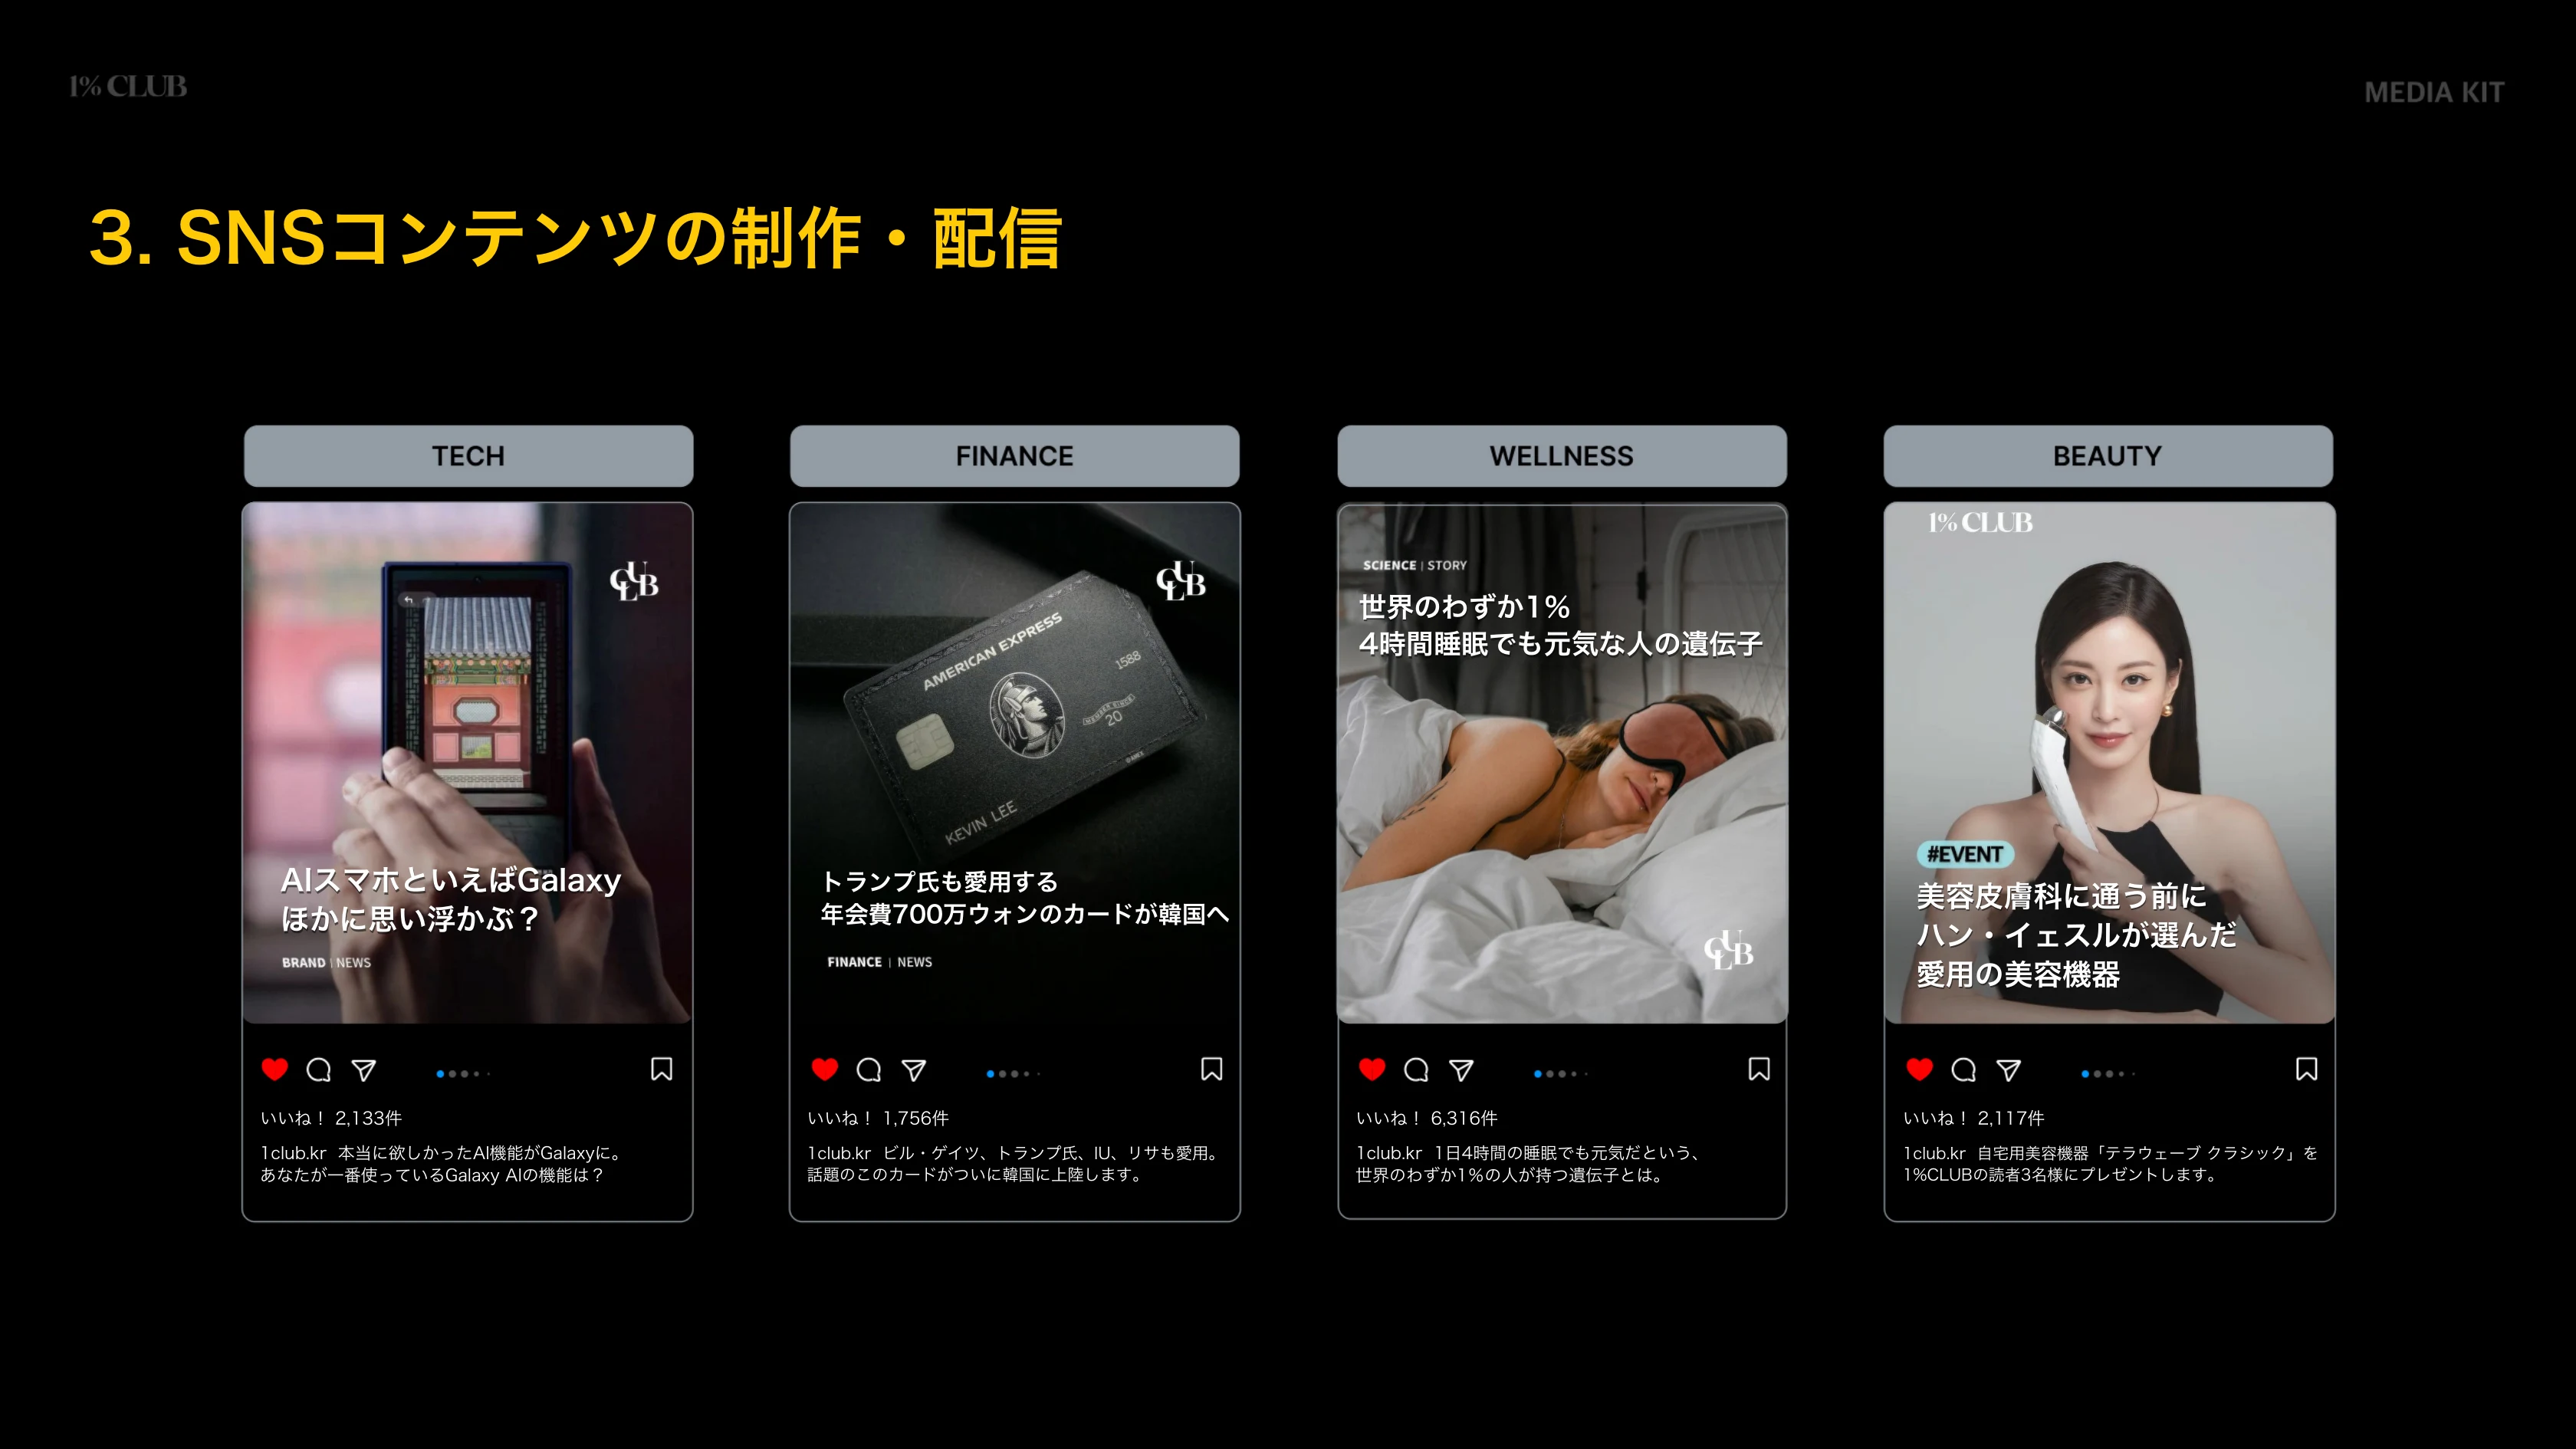 1% CLUB
MEDIA KIT
3. SNSコンテンツの制作・配信
TECH
CLUB
AIスマホといえばGalaxy
ほかに思い浮かぶ？
BRAND | NEWS
いいね！ 2,133件
1club.kr 本当に欲しかったAI機能がGalaxyに。
あなたが一番使っているGalaxy AIの機能は？
FINANCE
CLUB
AMERICAN EXPRESS
1588
MEMBER SINCE
20
KEVIN LEE
トランプ氏も愛用する
年会費700万ウォンのカードが韓国へ
FINANCE | NEWS
いいね！ 1,756件
1club.kr ビル・ゲイツ、トランプ氏、IU、リサも愛用。
話題のこのカードがついに韓国に上陸します。
WELLNESS
SCIENCE | STORY
世界のわずか1%
4時間睡眠でも元気な人の遺伝子
CLUB
いいね！ 6,316件
1club.kr 1日4時間の睡眠でも元気だという、
世界のわずか1%の人が持つ遺伝子とは。
BEAUTY
1% CLUB
#EVENT
美容皮膚科に通う前に
ハン・イェスルが選んだ
愛用の美容機器
いいね！ 2,117件
1club.kr 自宅用美容機器「テラウェーブ クラシック」を
1%CLUBの読者3名様にプレゼントします。